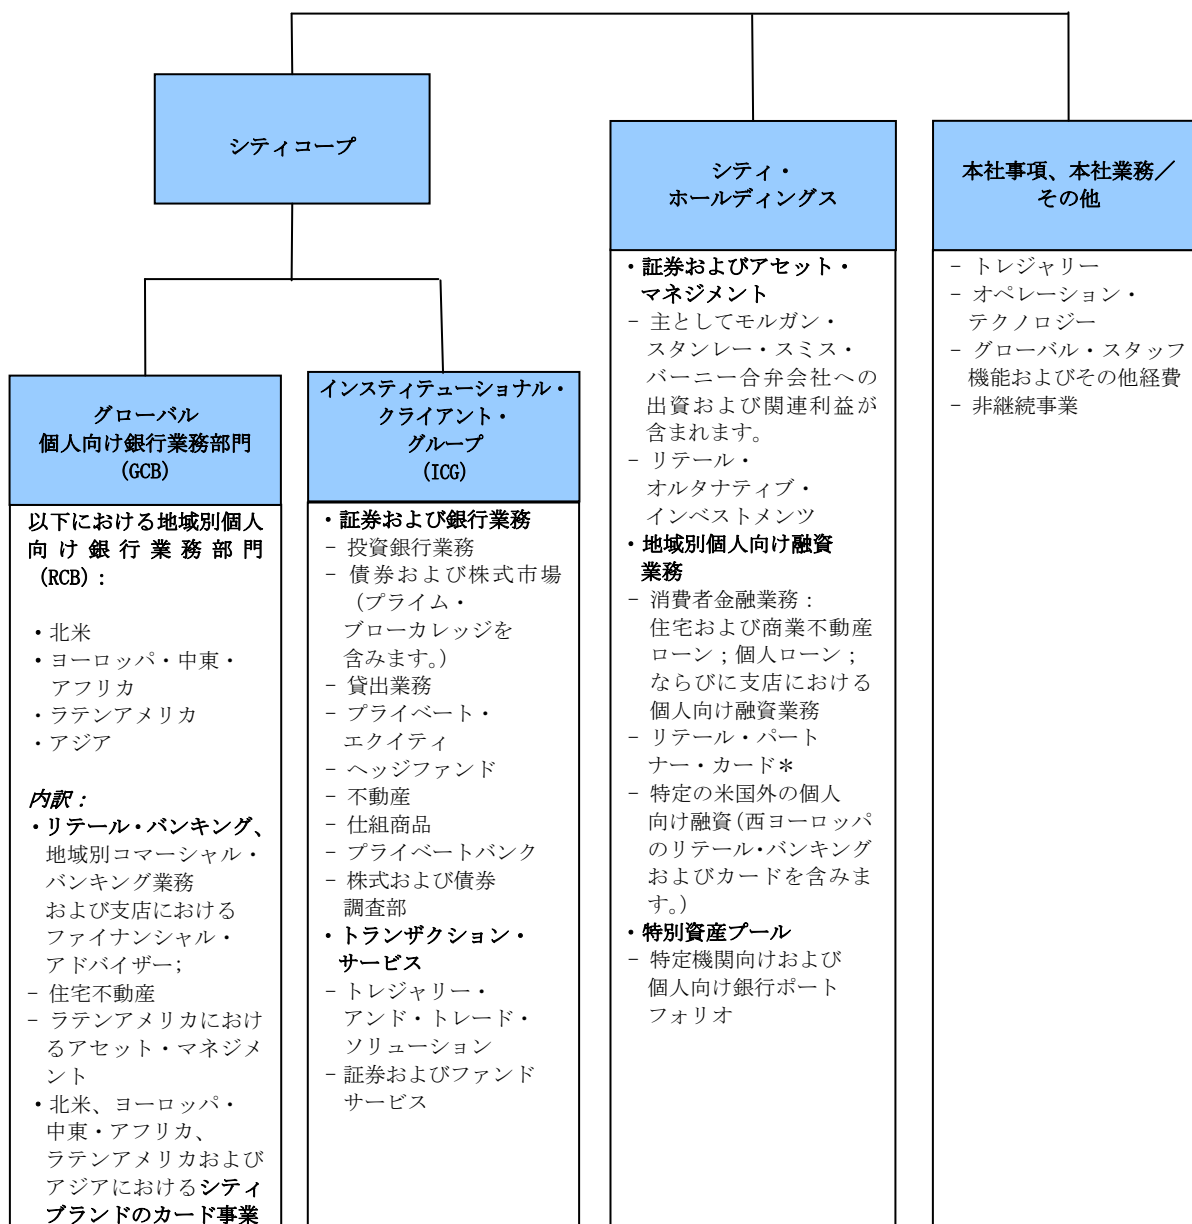 シティコープ
シティ・
ホールディングス
本社事項、本社業務／
その他
グローバル
個人向け銀行業務部門
(GCB)
以下における地域別個人
向け銀行業務部門
(RCB)：
・北米
・ヨーロッパ・中東・
アフリカ
・ラテンアメリカ
・アジア
内訳：
・リテール・バンキング、
地域別コマーシャル・
バンキング業務
および支店における
ファイナンシャル・
アドバイザー;
− 住宅不動産
− ラテンアメリカにおけ
るアセット・マネジメ
ント
・北米、ヨーロッパ・
中東・アフリカ、
ラテンアメリカおよび
アジアにおけるシティ
ブランドのカード事業
インスティテューショナル・
クライアント・
グループ
(ICG)
・証券および銀行業務
− 投資銀行業務
− 債券および株式市場
（プライム・
ブローカレッジを
含みます。）
− 貸出業務
− プライベート・
エクイティ
− ヘッジファンド
− 不動産
− 仕組商品
− プライベートバンク
− 株式および債券
調査部
・トランザクション・
サービス
− トレジャリー・
アンド・トレード・
ソリューション
− 証券およびファンド
サービス
・証券およびアセット・
マネジメント
− 主としてモルガン・
スタンレー・スミス・
バーニー合弁会社への
出資および関連利益が
含まれます。
− リテール・
オルタナティブ・
インベストメンツ
・地域別個人向け融資
業務
− 消費者金融業務：
住宅および商業不動産
ローン；個人ローン；
ならびに支店における
個人向け融資業務
− リテール・パート
ナー・カード＊
− 特定の米国外の個人
向け融資(西ヨーロッパ
のリテール・バンキング
およびカードを含みま
す。)
・特別資産プール
− 特定機関向けおよび
個人向け銀行ポート
フォリオ
− トレジャリー
− オペレーション・
テクノロジー
− グローバル・スタッフ
機能およびその他経費
− 非継続事業